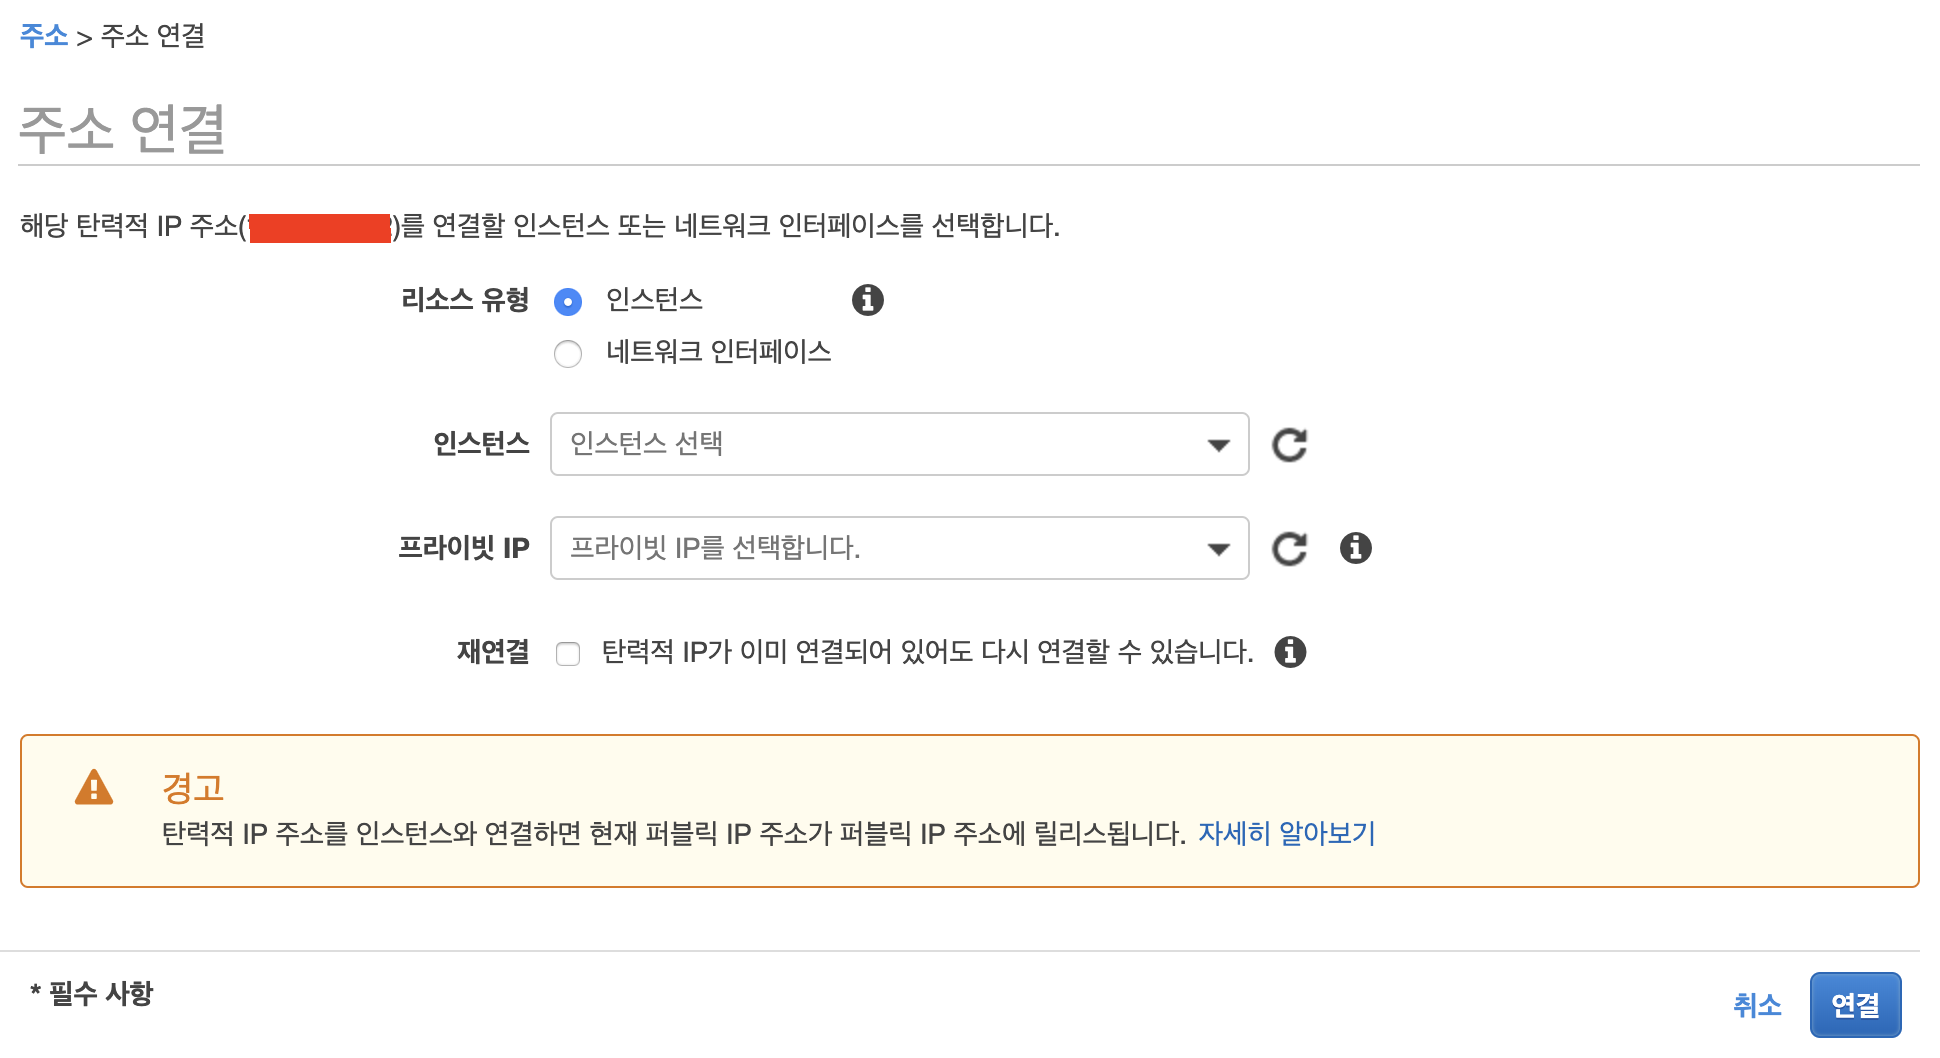 주소 > 주소 연결
주소 연결
해당 탄력적 IP 주소( )를 연결할 인스턴스 또는 네트워크 인터페이스를 선택합니다.
리소스 유형 인스턴스
네트워크 인터페이스
인스턴스 인스턴스 선택
프라이빗 IP 프라이빗 IP를 선택합니다.
재연결 탄력적 IP가 이미 연결되어 있어도 다시 연결할 수 있습니다.
경고
탄력적 IP 주소를 인스턴스와 연결하면 현재 퍼블릭 IP 주소가 퍼블릭 IP 주소에 릴리스됩니다. 자세히 알아보기
* 필수 사항
취소 연결